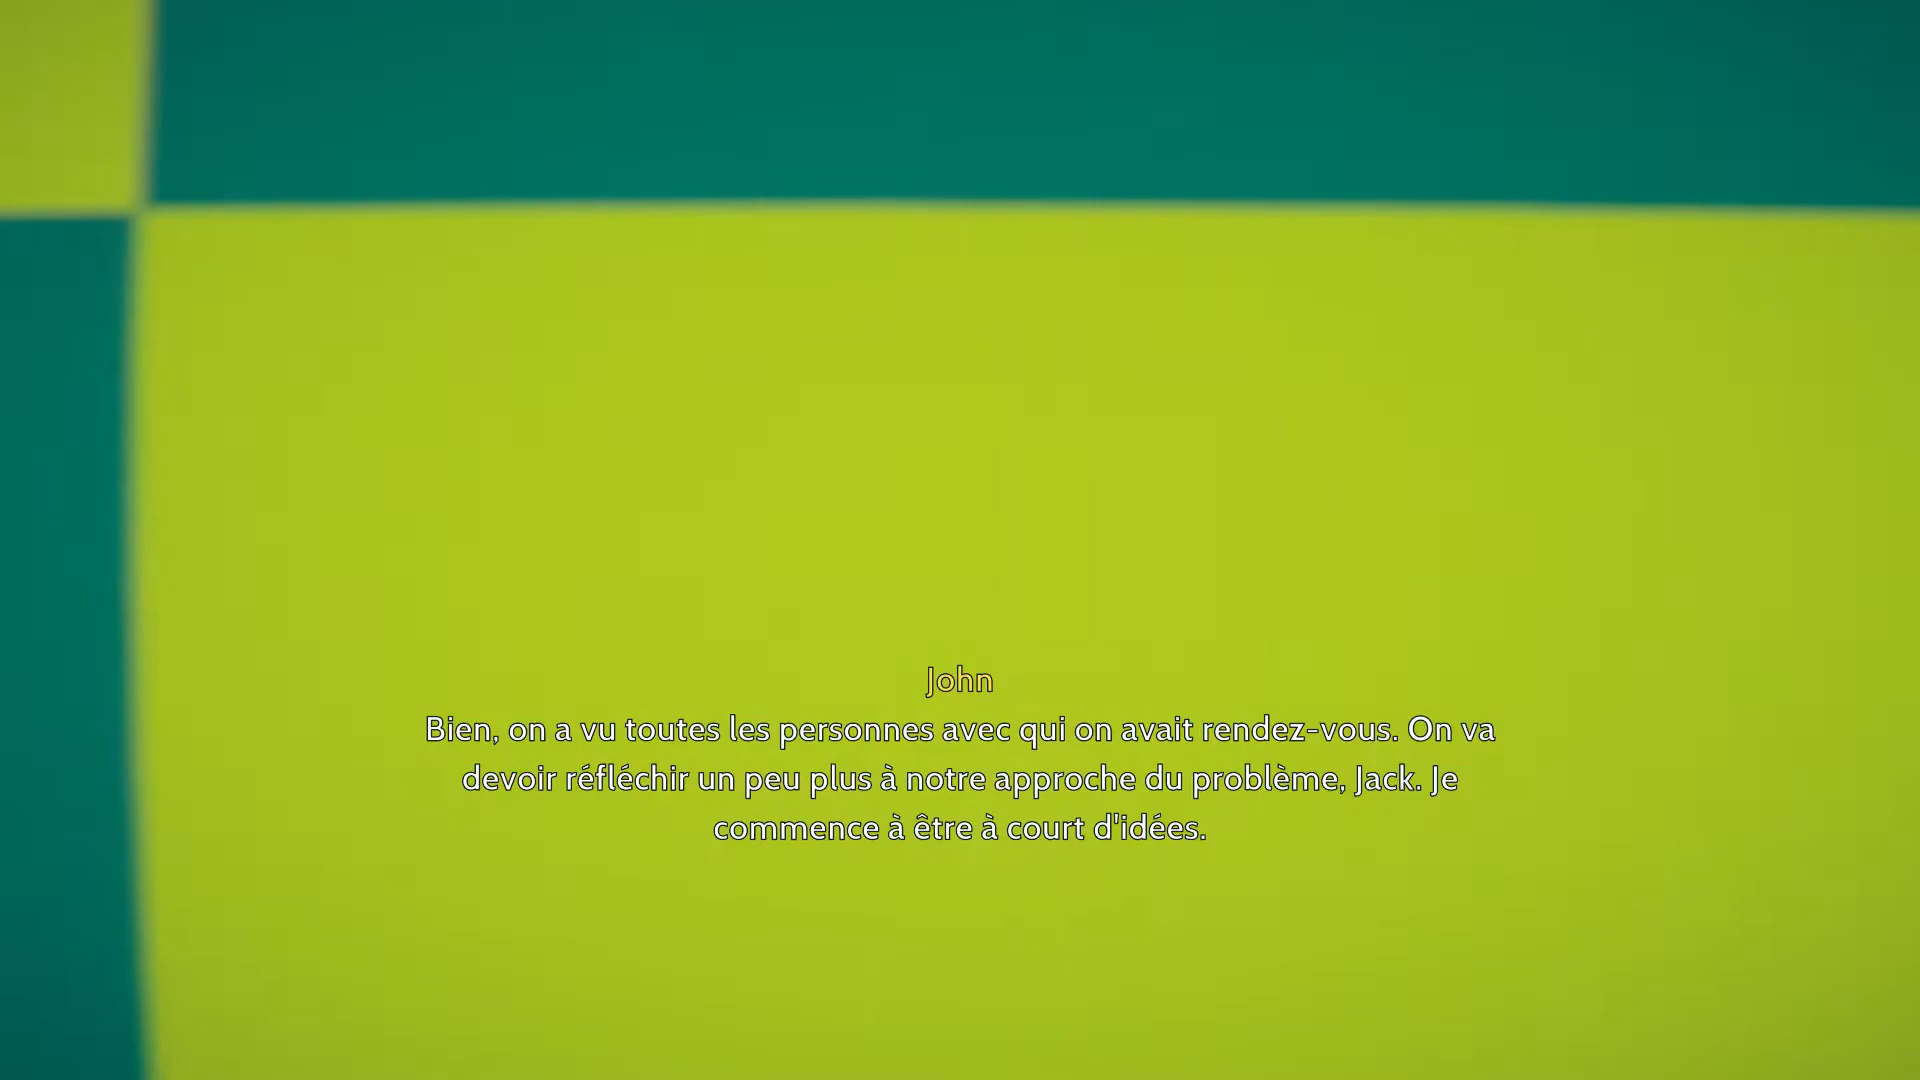 John
Bien, on a vu toutes les personnes avec qui on avait rendez-vous. On va
devoir réfléchir un peu plus à notre approche du problème, Jack. Je
commence à être à court d'idées.